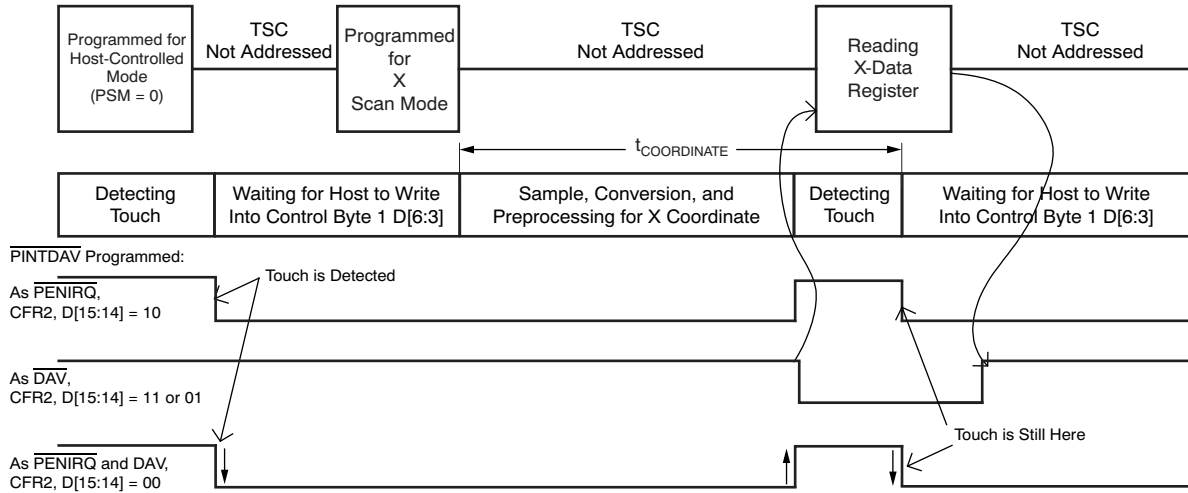 Programmed for
Host-Controlled
Mode
(PSM = 0)
TSC
Not Addressed
Programmed
for
X
Scan Mode
TSC
Not Addressed
Reading
X-Data
Register
TSC
Not Addressed
tCOORDINATE
Detecting
Touch
Waiting for Host to Write
Into Control Byte 1 D[6:3]
Sample, Conversion, and
Preprocessing for X Coordinate
Detecting
Touch
Waiting for Host to Write
Into Control Byte 1 D[6:3]
PINTDAV Programmed:
Touch is Detected
As PENIRQ,
CFR2, D[15:14] = 10
As DAV,
CFR2, D[15:14] = 11 or 01
Touch is Still Here
As PENIRQ and DAV,
CFR2, D[15:14] = 00